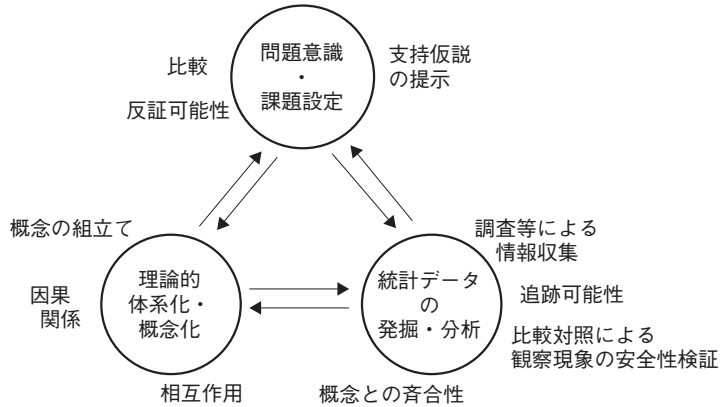 問題意識
・
課題設定
比較
反証可能性
支持仮説
の提示
概念の組立て
因果
関係
理論的
体系化・
概念化
相互作用
統計データ
の
発掘・分析
調査等による
情報収集
追跡可能性
比較対照による
観察現象の安全性検証
概念との斉合性